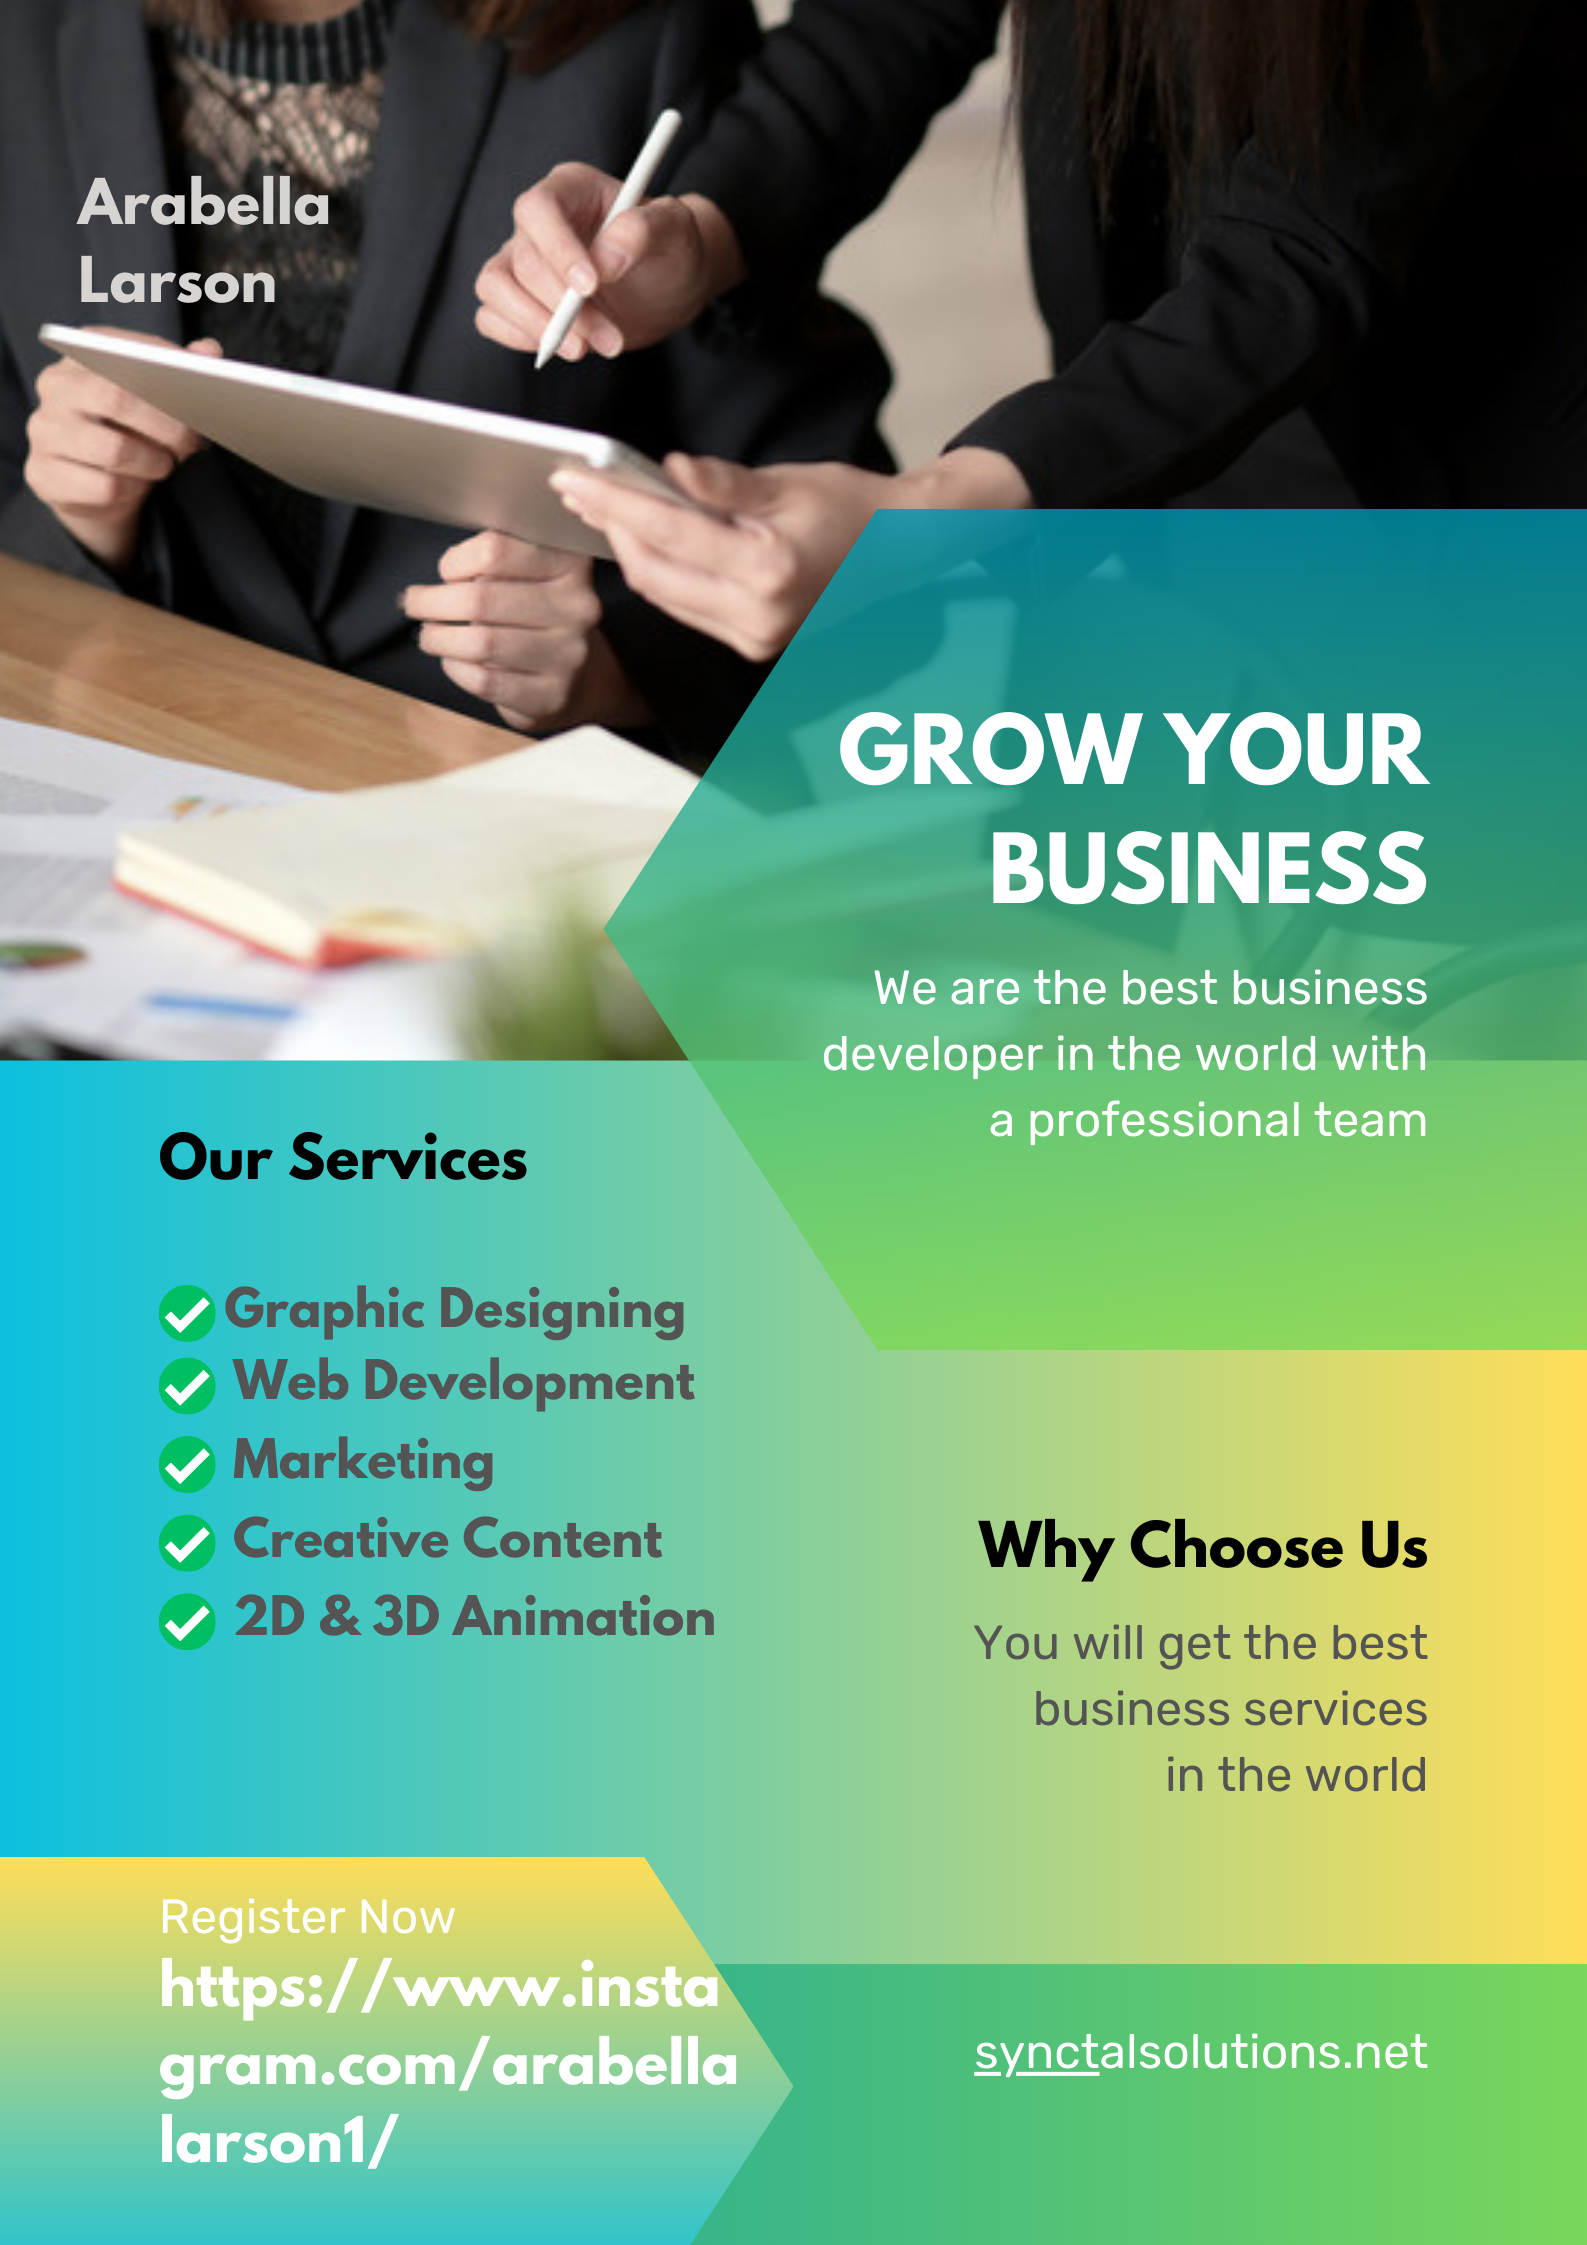 Arabella
Larson
GROW YOUR
BUSINESS
We are the best business
developer in the world with
a professional team
Our Services
Graphic Designing
Web Development
Marketing
Creative Content
2D & 3D Animation
Why Choose Us
You will get the best
business services
in the world
Register Now
https://www.insta
gram.com/arabella
larson1/
synctalsolutions.net